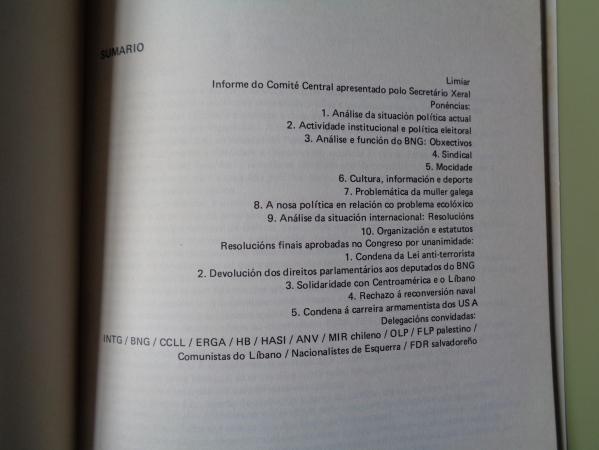 SUMARIO
Limiar
Informe do Comité Central apresentado polo Secretário Xeral
Ponéncias:
1. Análise da situación política actual
2. Actividade institucional e política eleitoral
3. Análise e función do BNG: Obxectivos
4. Sindical
5. Mocidade
6. Cultura, información e deporte
7. Problemática da muller galega
8. A nosa política en relación co problema ecolóxico
9. Análise da situación internacional: Resolucións
10. Organización e estatutos
Resolucións finais aprobadas no Congreso por unanimidade:
1. Condena da Lei anti-terrorista
2. Devolución dos direitos parlamentários aos deputados do BNG
3. Solidaridade con Centroamérica e o Líbano
4. Rechazo á reconversión naval
5. Condena á carreira armamentista dos USA
Delegacións convidadas:
INTG / BNG / CCLL / ERGA / HB / HASI / ANV / MIR chileno / OLP / FLP palestino /
Comunistas do Líbano / Nacionalistes de Esquerra / FDR salvadoreño